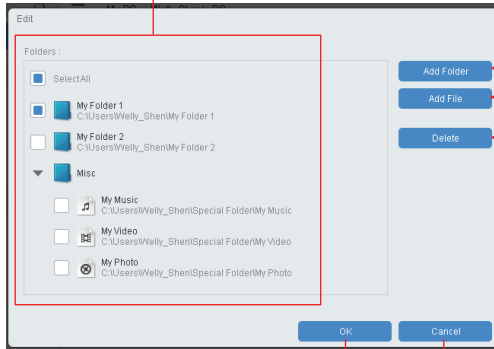 Edit
Folders :
SelectAll
Add Folder
My Folder 1
C:\Users\Welly_Shen\My Folder 1
Add File
My Folder 2
C:\Users\Welly_Shen\My Folder 2
Delete
Misc
My Music
C:\Users\Welly_Shen\Special Folder\My Music
My Video
C:\Users\Welly_Shen\Special Folder\My Video
My Photo
C:\Users\Welly_Shen\Special Folder\My Photo
OK
Cancel